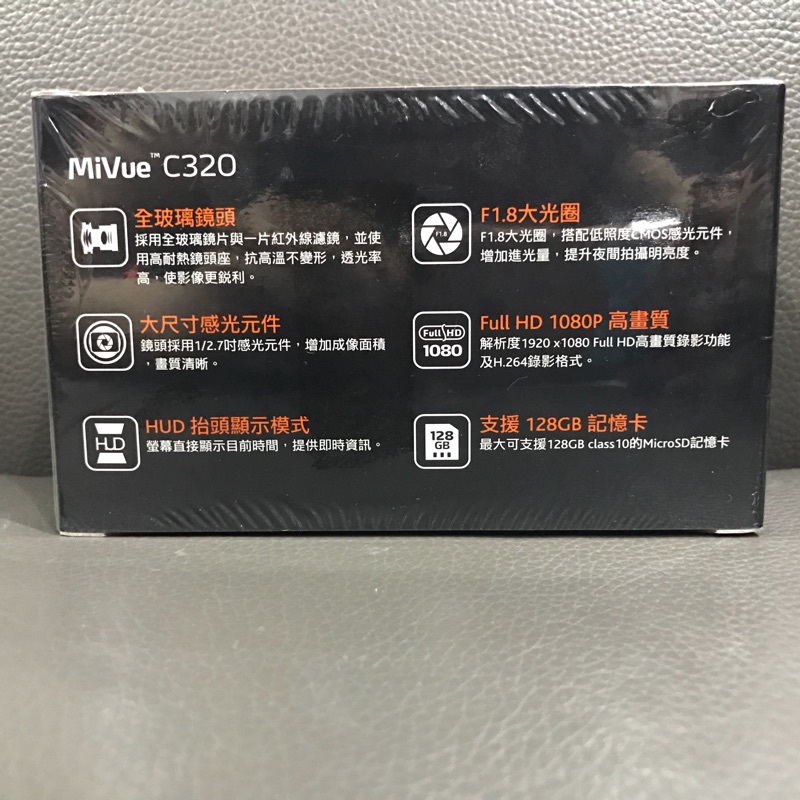 MiVue™ C320
全玻璃鏡頭
採用全玻璃鏡片與一片紅外線濾鏡，並使
用高耐熱鏡頭座，抗高溫不變形，透光率
高，使影像更銳利。
大尺寸感光元件
鏡頭採用1/2.7吋感光元件，增加成像面積
，畫質清晰。
HUD
HUD 抬頭顯示模式
螢幕直接顯示目前時間，提供即時資訊。
F1.8
F1.8大光圈
F1.8大光圈，搭配低照度CMOS感光元件，
增加進光量，提升夜間拍攝明亮度。
Full HD
1080
Full HD 1080P 高畫質
解析度1920 x1080 Full HD高畫質錄影功能
及H.264錄影格式。
128
GB
支援 128GB 記憶卡
最大可支援128GB class10的MicroSD記憶卡